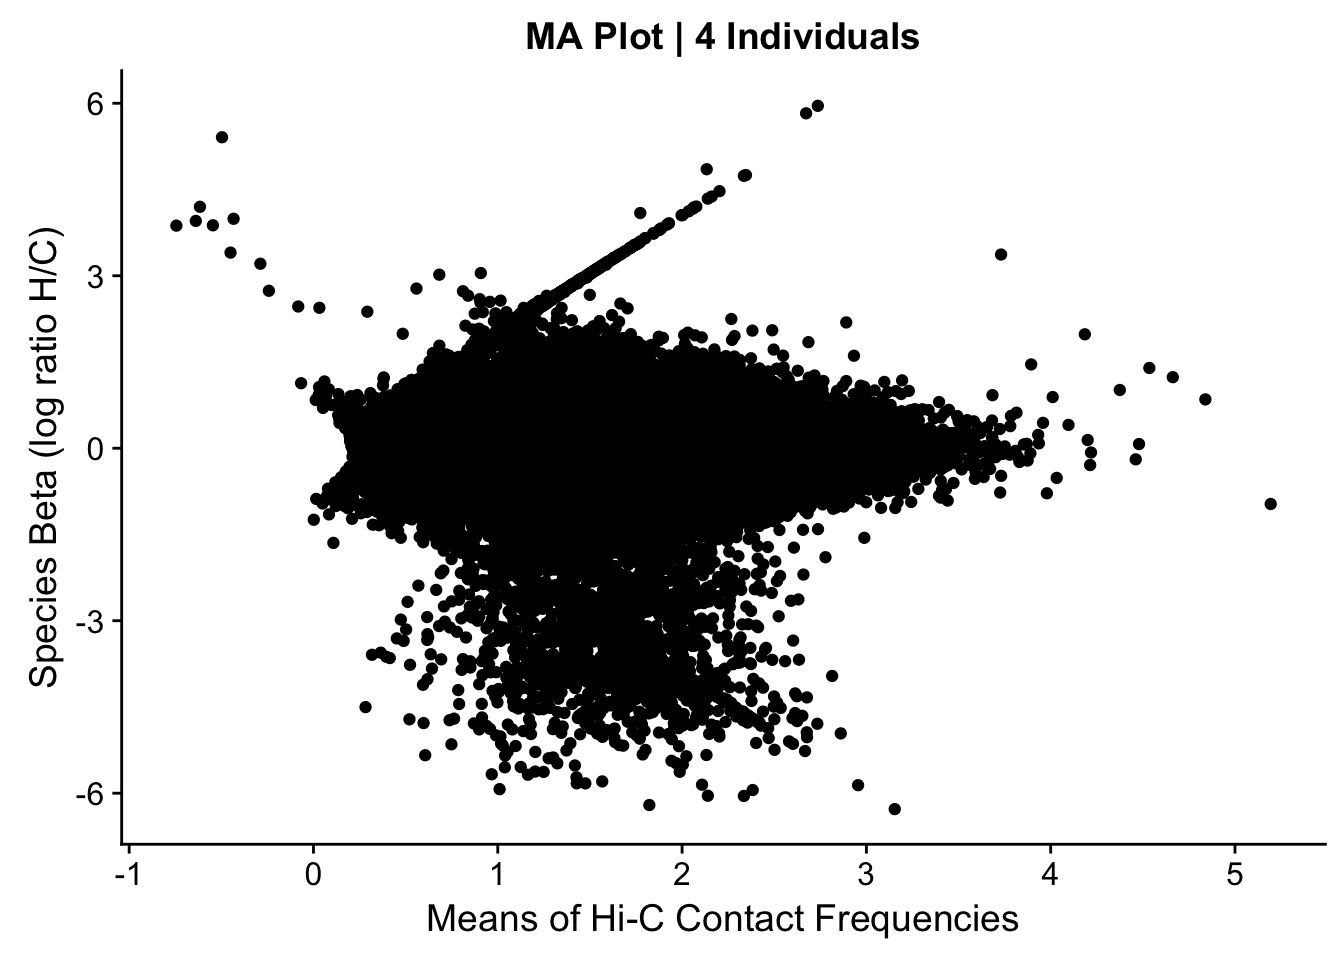 MA Plot | 4 Individuals
Species Beta (log ratio H/C)
6
3
0
-3
-6
-1 0 1 2 3 4 5
Means of Hi-C Contact Frequencies